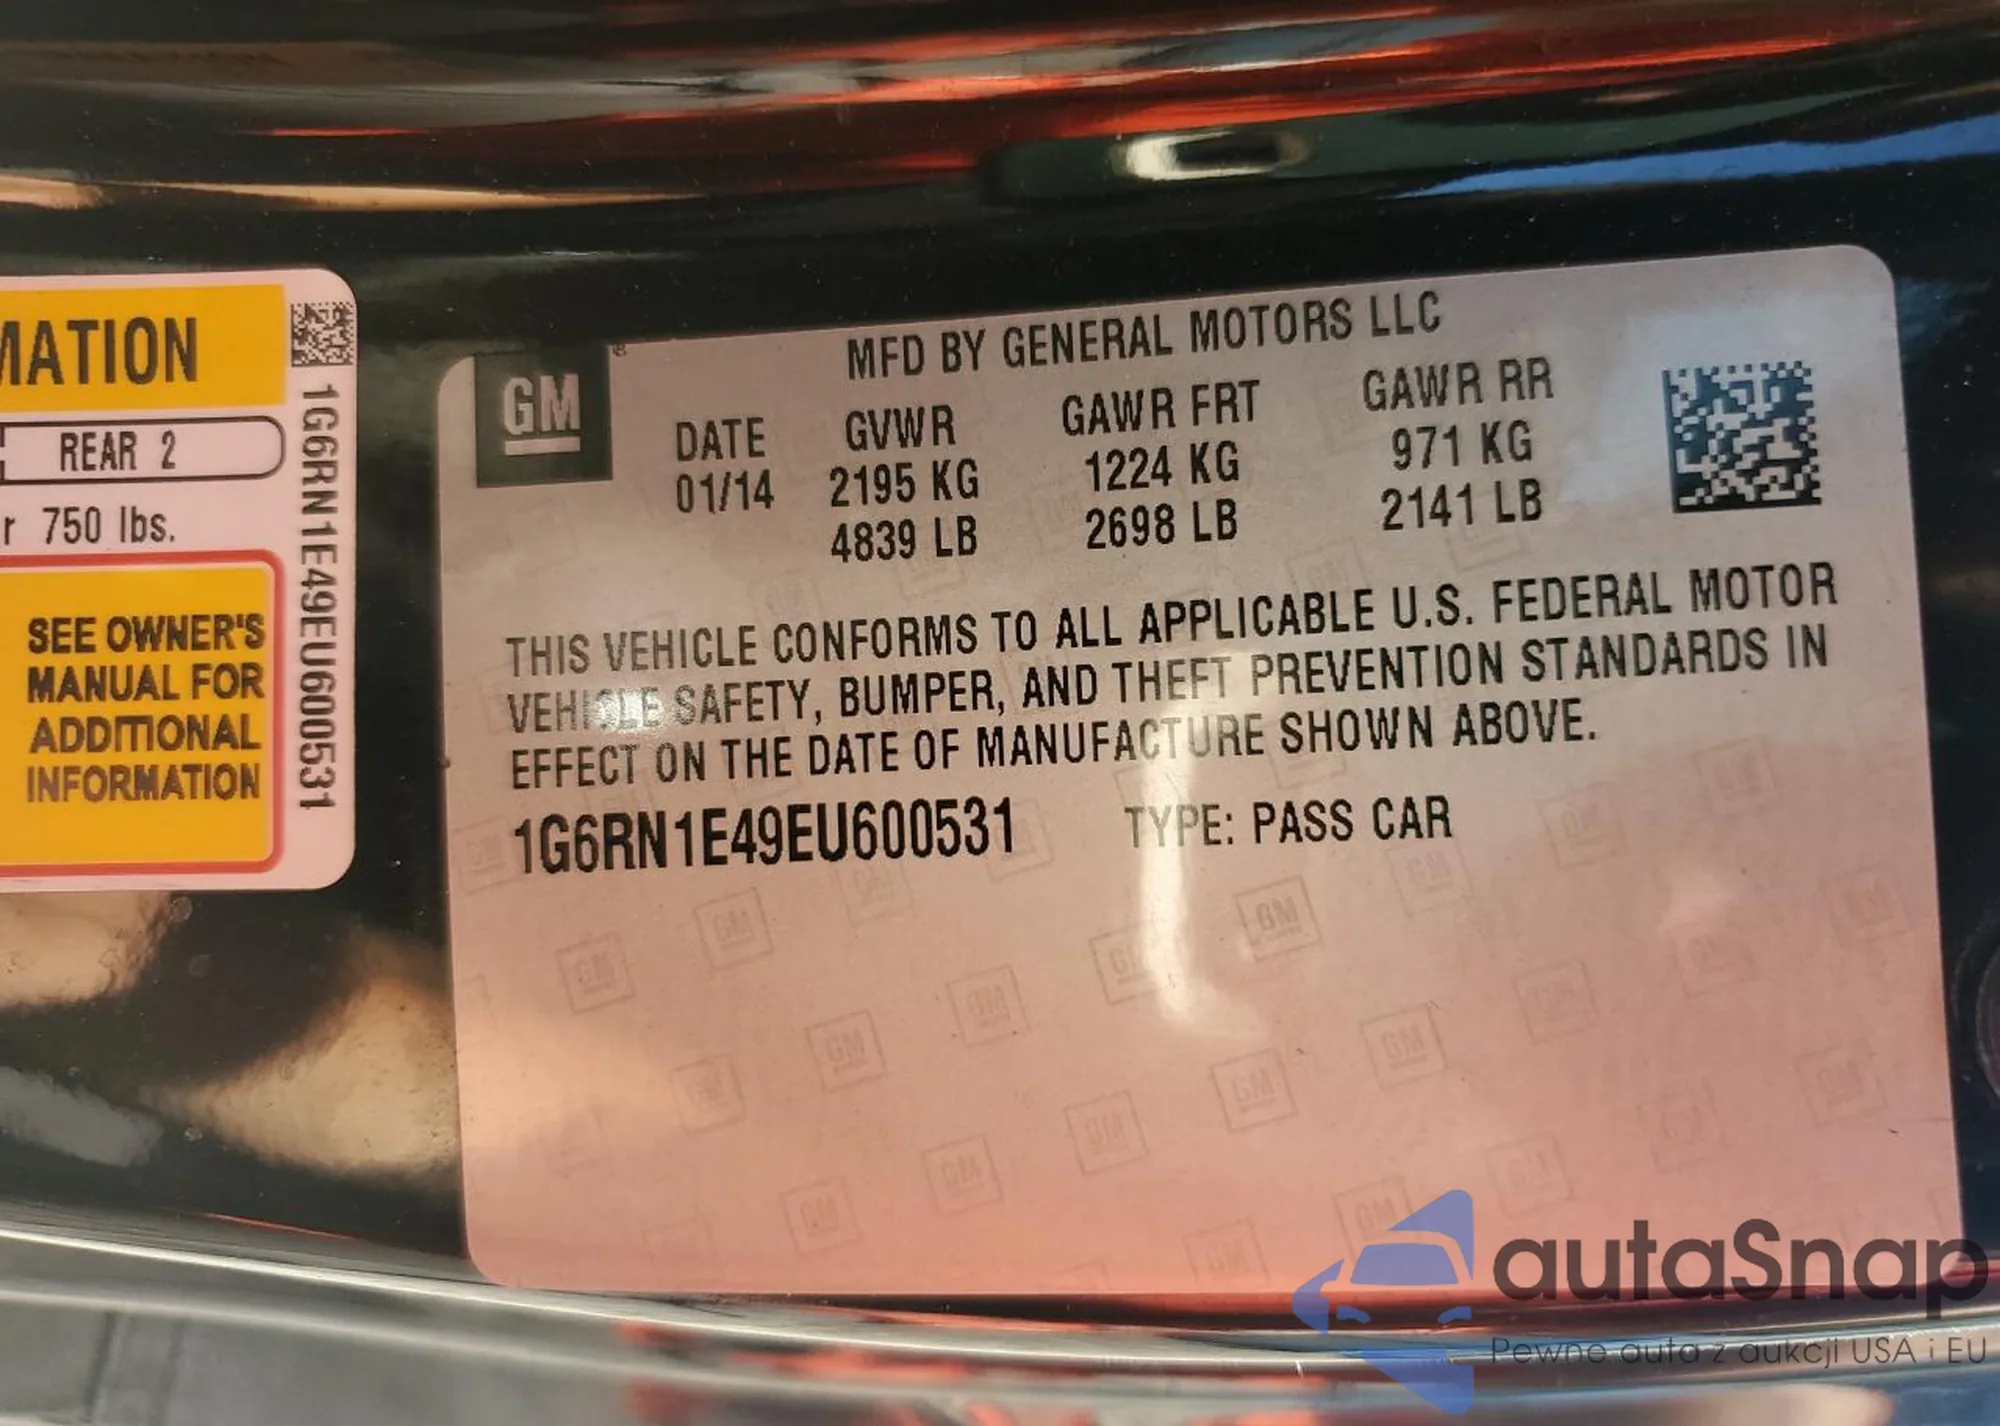 MATION
REAR 2
r 750 lbs.
SEE OWNER'S
MANUAL FOR
ADDITIONAL
INFORMATION
1G6RN1E49EU600531
GM
MFD BY GENERAL MOTORS LLC
DATE GVWR GAWR FRT GAWR RR
01/14 2195 KG 1224 KG 971 KG
4839 LB 2698 LB 2141 LB
THIS VEHICLE CONFORMS TO ALL APPLICABLE U.S. FEDERAL MOTOR
VEHICLE SAFETY, BUMPER, AND THEFT PREVENTION STANDARDS IN
EFFECT ON THE DATE OF MANUFACTURE SHOWN ABOVE.
1G6RN1E49EU600531 TYPE: PASS CAR
autaSnap
Pewne auta z aukcji USA i EU